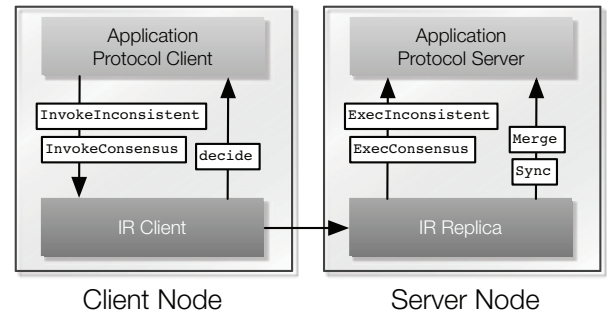 Application
Protocol Client
InvokeInconsistent
InvokeConsensus
decide
IR Client
Client Node
Application
Protocol Server
ExecInconsistent
ExecConsensus
Merge
Sync
IR Replica
Server Node